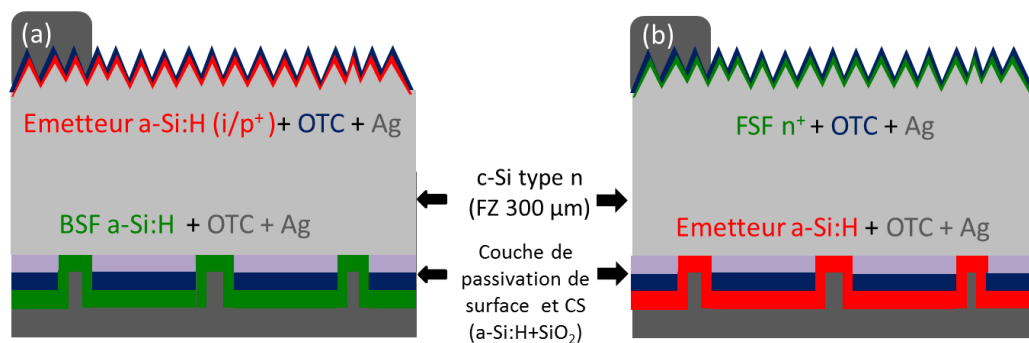 (a)
Emetteur a-Si:H (i/p⁺)+ OTC + Ag
BSF a-Si:H + OTC + Ag
c-Si type n
(FZ 300 µm)
Couche de
passivation de
surface et CS
(a-Si:H+SiO₂)
(b)
FSF n⁺ + OTC + Ag
Emetteur a-Si:H + OTC + Ag